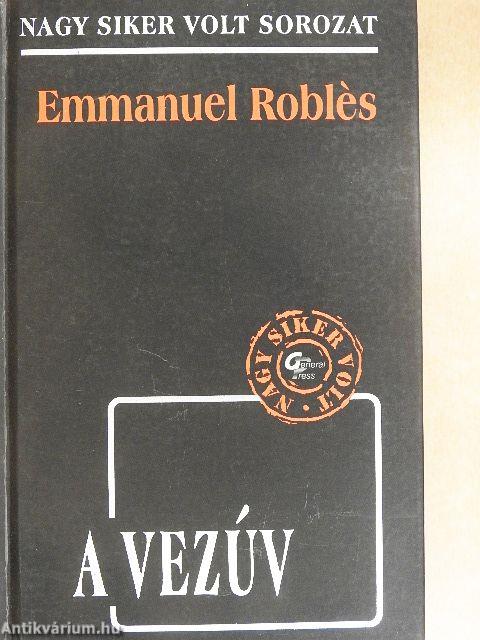 NAGY SIKER VOLT SOROZAT
Emmanuel Roblès
NAGY SIKER VOLT •
General
Press
A VEZÚV
Antikvárium.hu